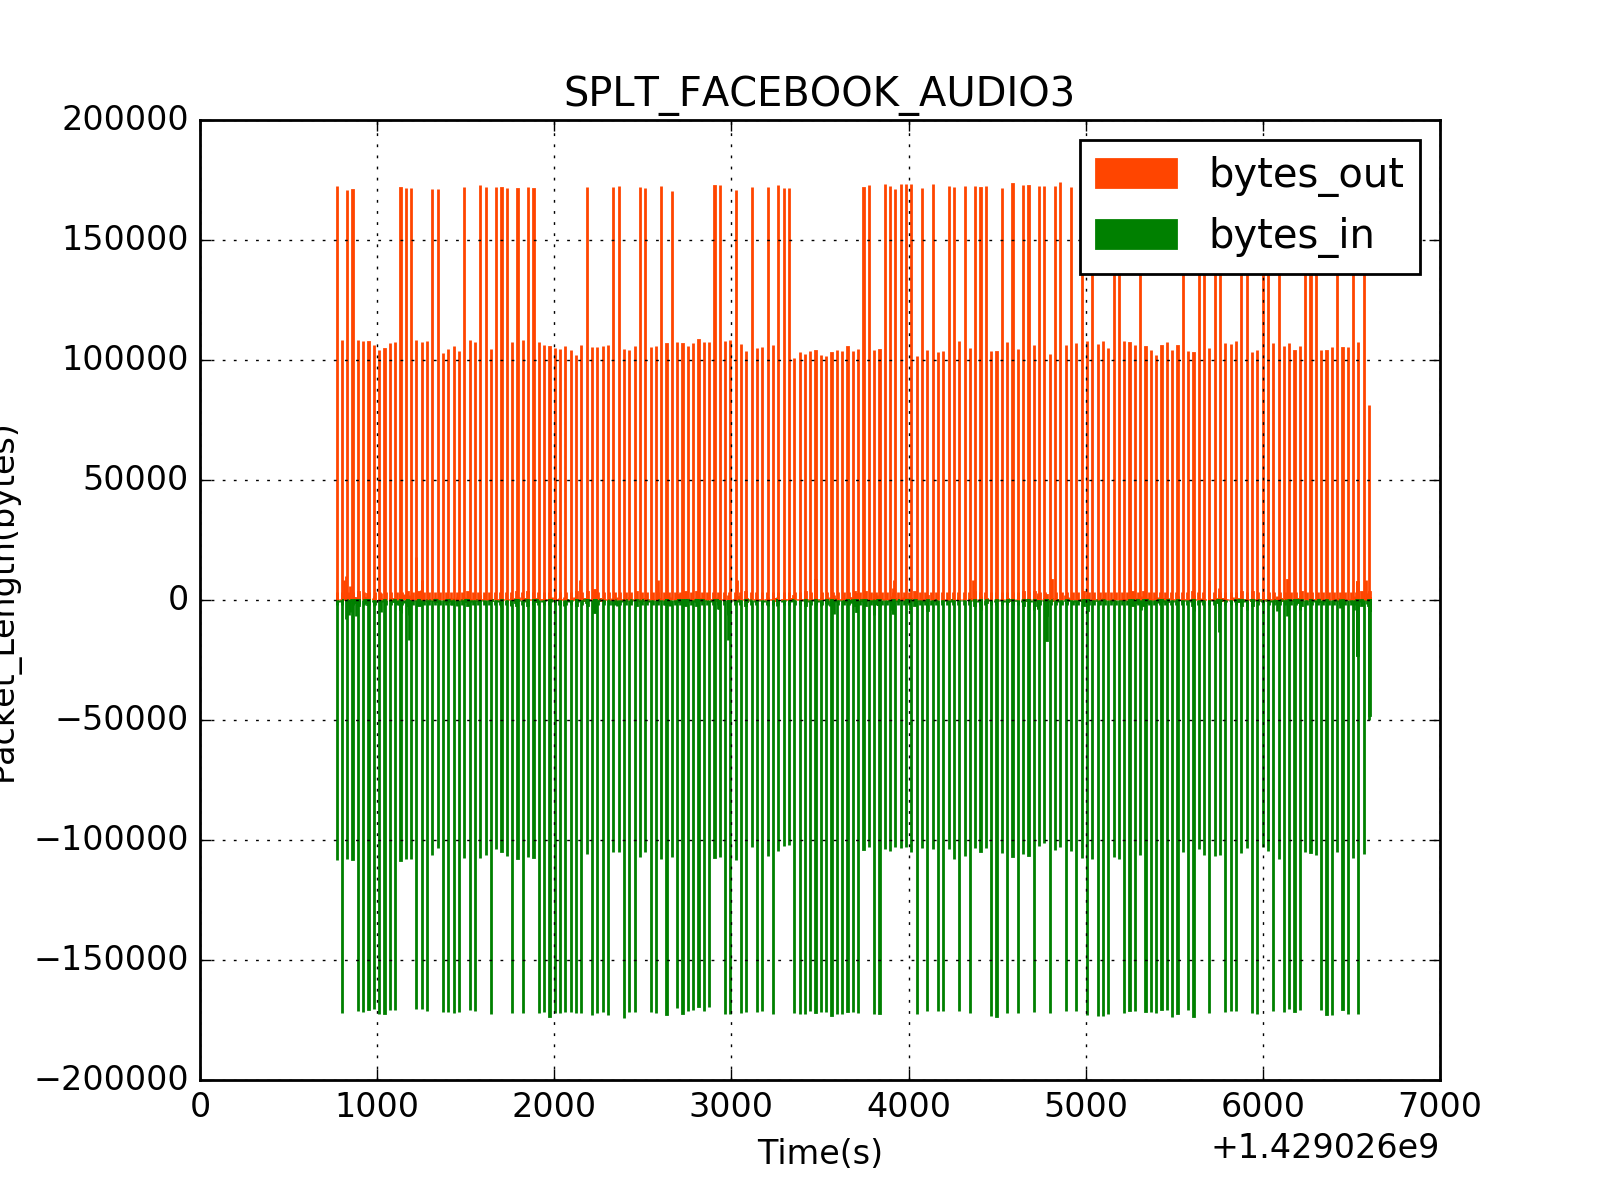 SPLT_FACEBOOK_AUDIO3
bytes_out
bytes_in
200000
150000
100000
50000
0
−50000
−100000
−150000
−200000
Packet_Length(bytes)
0 1000 2000 3000 4000 5000 6000 7000
Time(s)
+1.429026e9